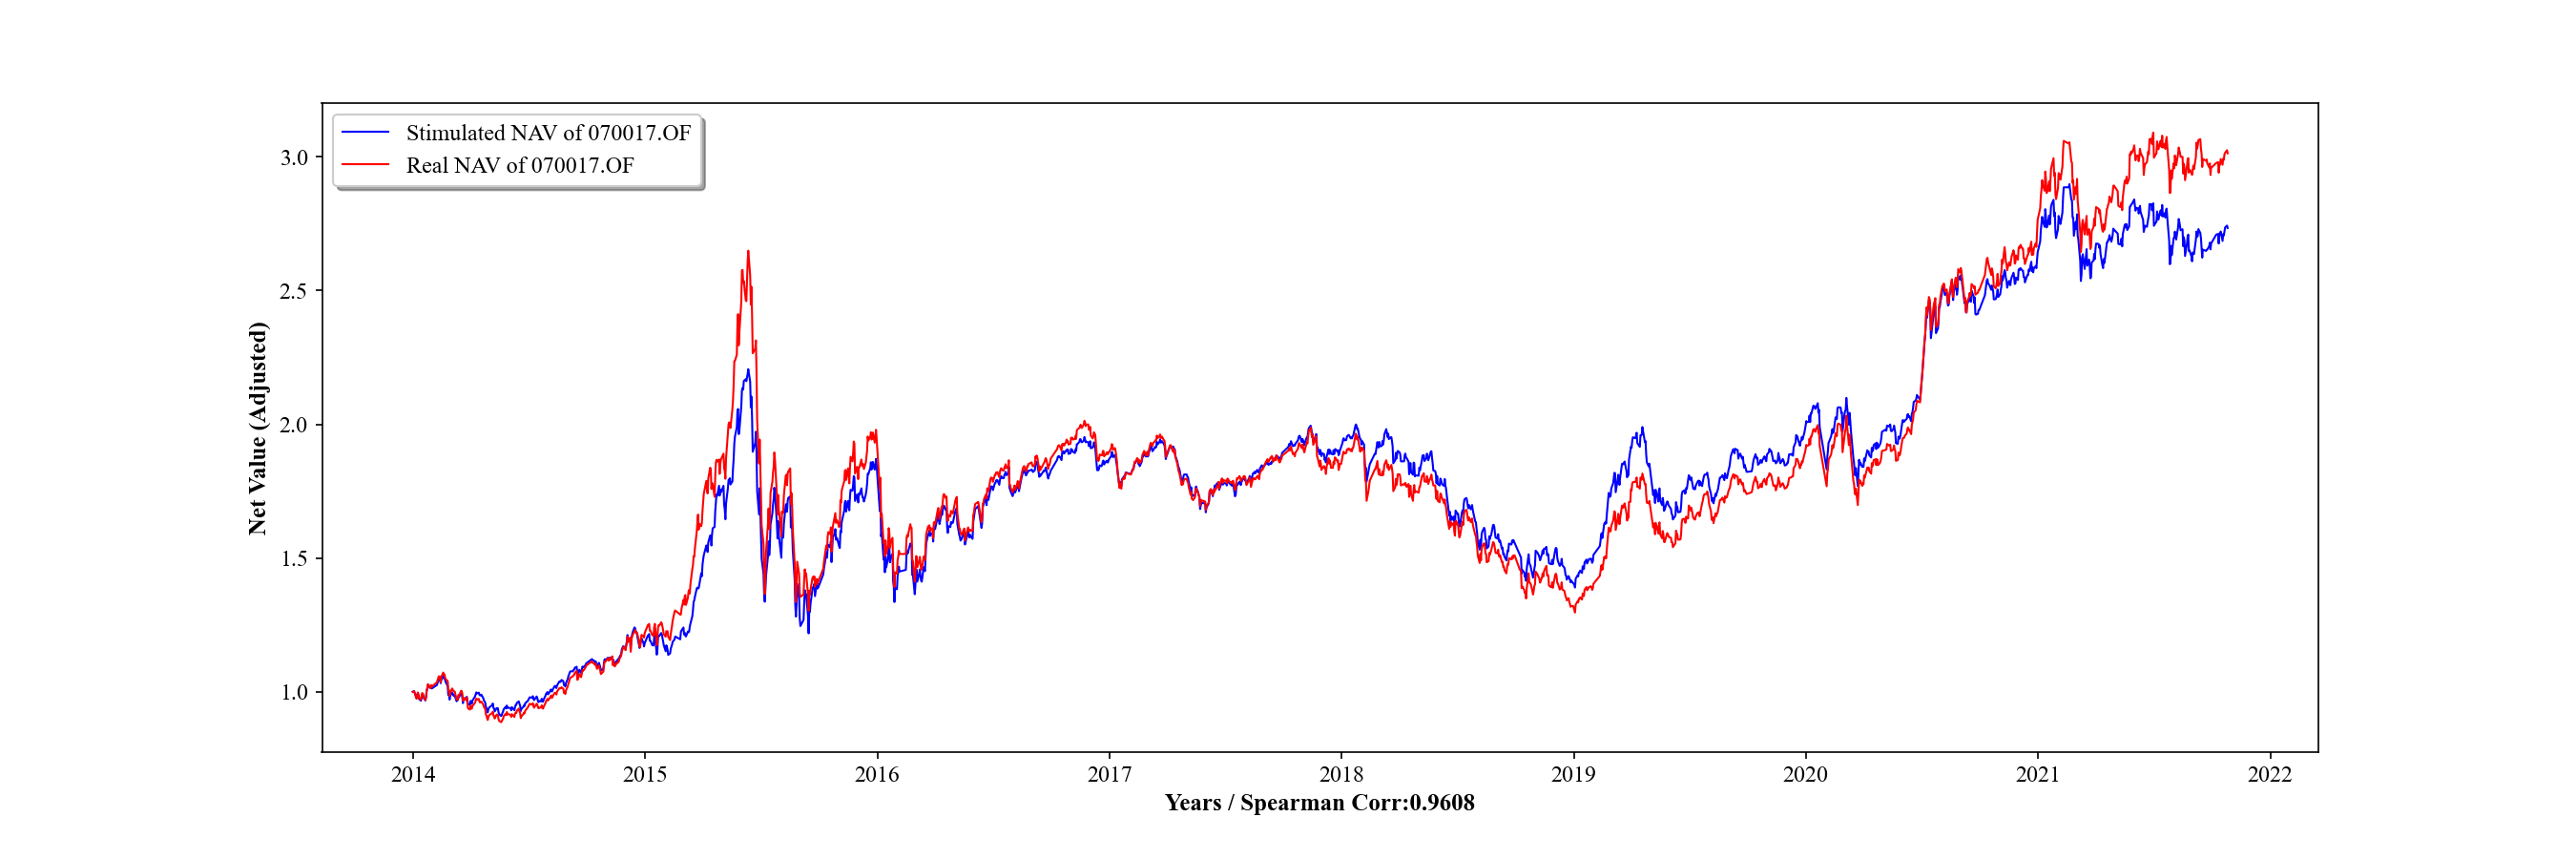 Stimulated NAV of 070017.OF
Real NAV of 070017.OF
3.0
2.5
2.0
1.5
1.0
Net Value (Adjusted)
2014 2015 2016 2017 2018 2019 2020 2021 2022
Years / Spearman Corr:0.9608